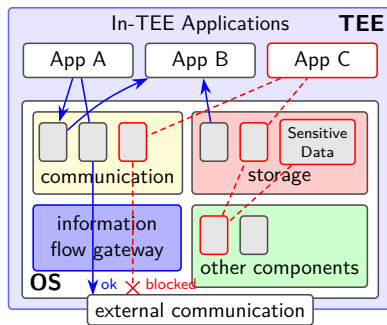 In-TEE Applications
TEE
App A
App B
App C
Sensitive
Data
communication
storage
information
flow gateway
other components
OS
ok
blocked
external communication